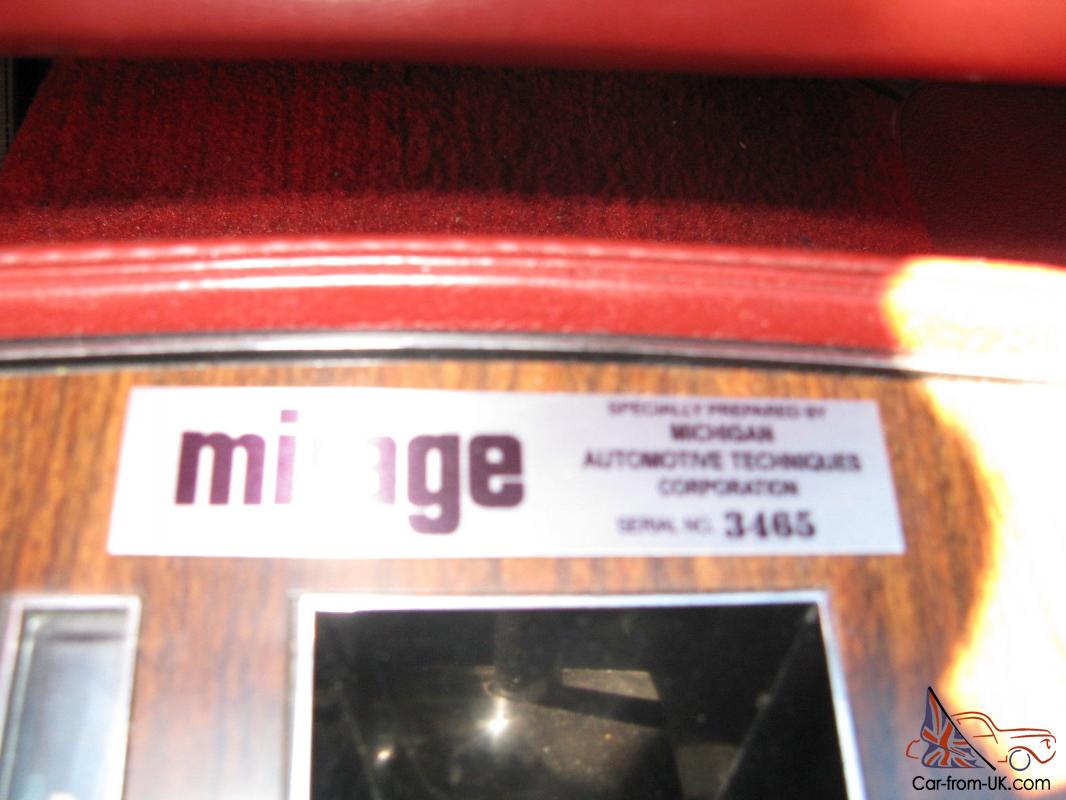 mirage
SPECIALLY PREPARED BY
MICHIGAN
AUTOMOTIVE TECHNIQUES
CORPORATION
SERIAL NO. 3465
Car-from-UK.com